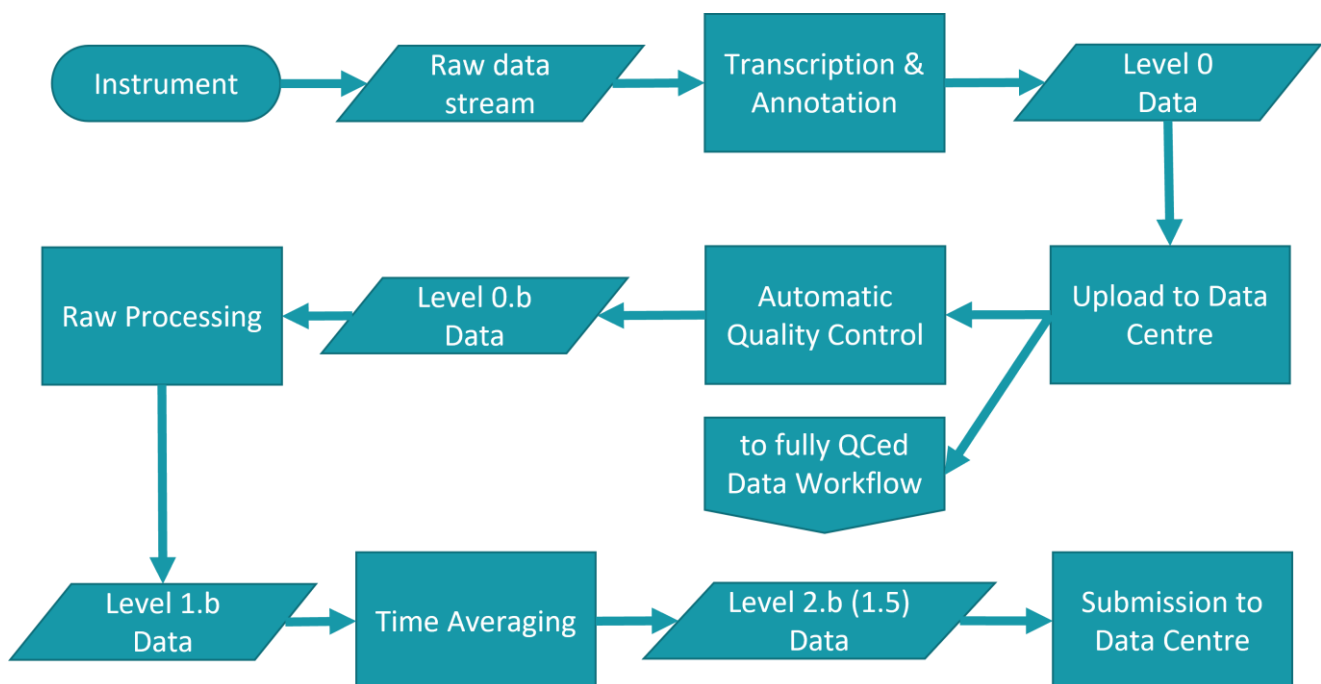 Instrument
Raw data
stream
Transcription &
Annotation
Level 0
Data
Upload to Data
Centre
Automatic
Quality Control
Level 0.b
Data
Raw Processing
to fully QCed
Data Workflow
Level 1.b
Data
Time Averaging
Level 2.b (1.5)
Data
Submission to
Data Centre